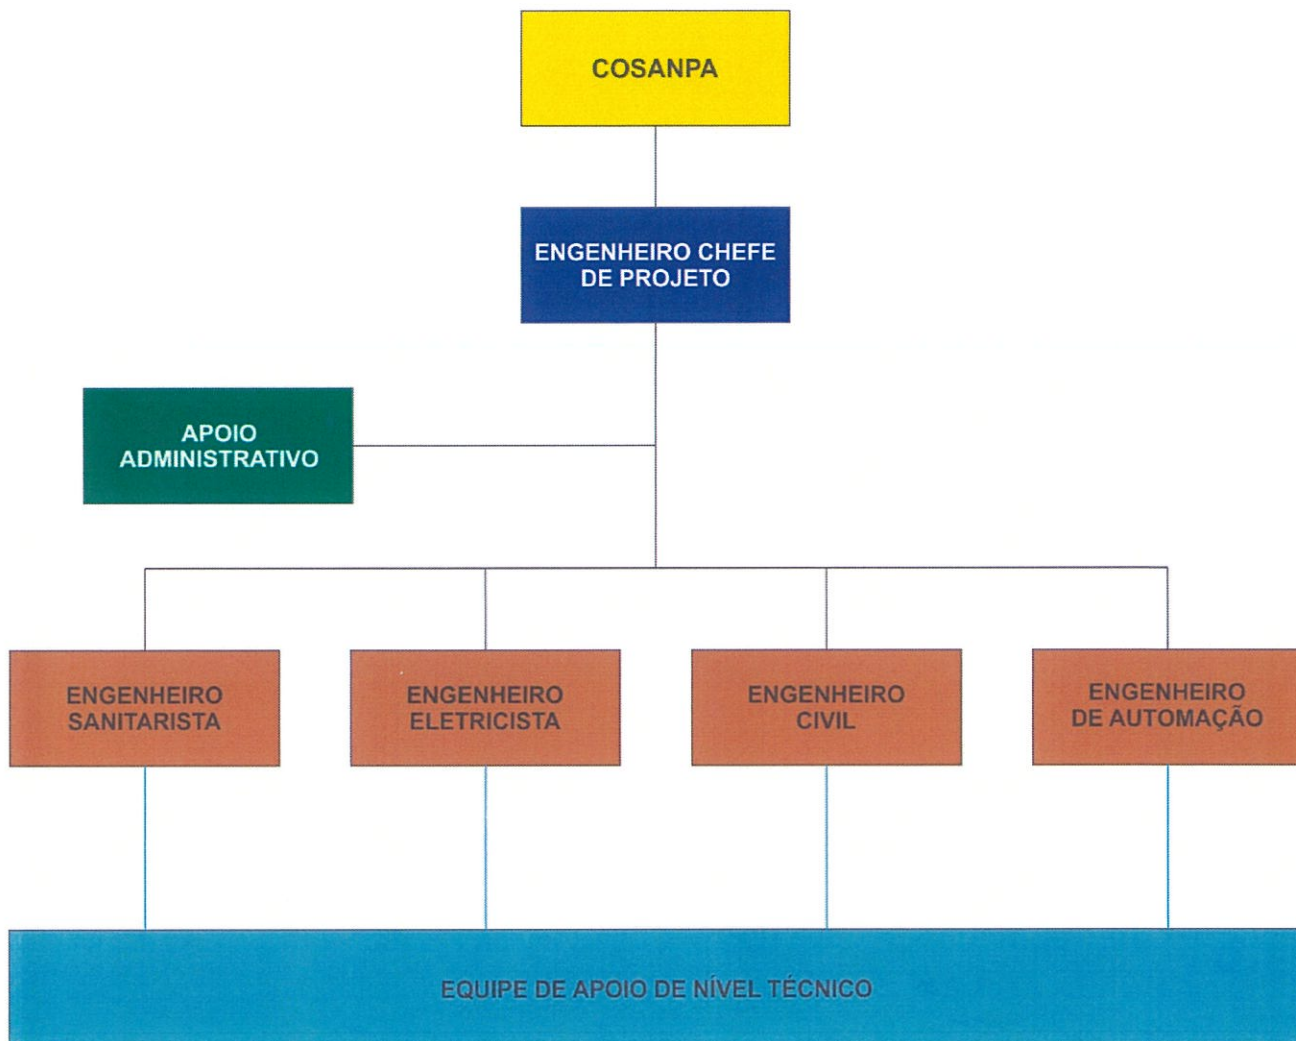 COSANPA
ENGENHEIRO CHEFE
DE PROJETO
APOIO
ADMINISTRATIVO
ENGENHEIRO
SANITARISTA
ENGENHEIRO
ELETRICISTA
ENGENHEIRO
CIVIL
ENGENHEIRO
DE AUTOMAÇÃO
EQUIPE DE APOIO DE NÍVEL TÉCNICO